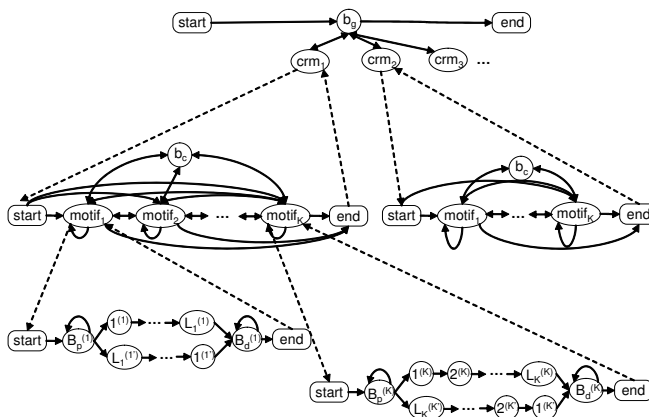 start b_g end
crm_1 crm_2 crm_3 ...
b_c
b_c
start motif_1 motif_2 ... motif_K end
start motif_1 ... motif_K end
1^(1) ... L_1^(1)
start B_p^(1) B_d^(1) end
L_1^(1') ... 1^(1')
1^(K) 2^(K) ... L_K^(K)
start B_p^(K) B_d^(K) end
L_K^(K') ... 2^(K') 1^(K')